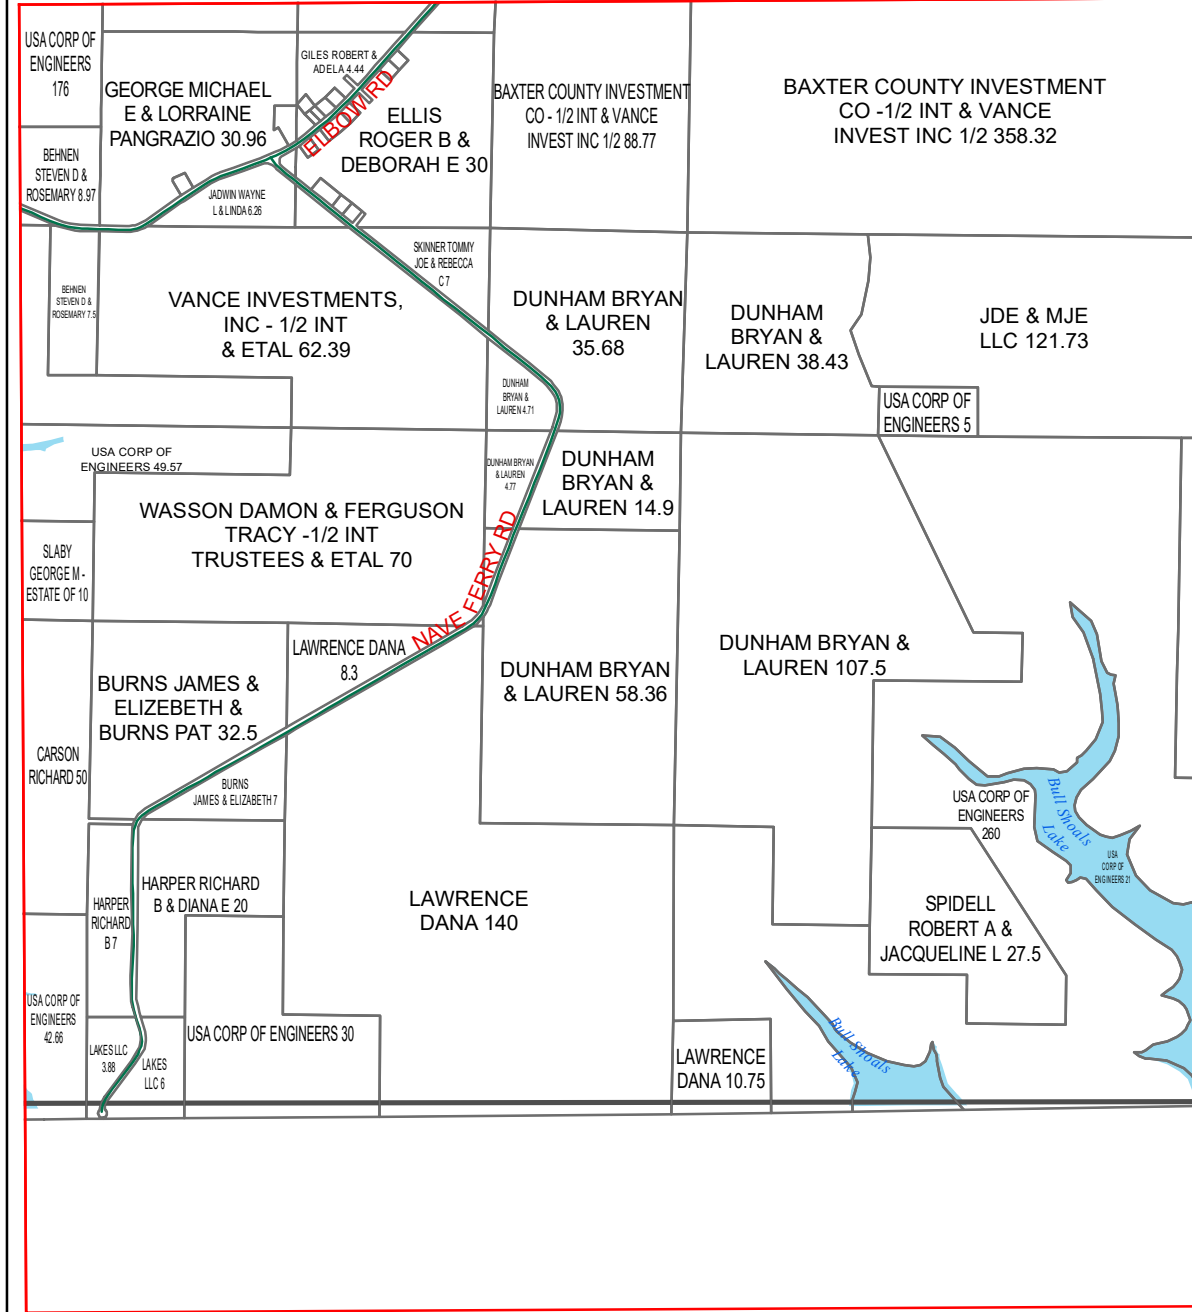 USA CORP OF
ENGINEERS
176
GEORGE MICHAEL
E & LORRAINE
PANGRAZIO 30.96
GILES ROBERT &
ADELA 4.44
ELBOW RD
ELLIS
ROGER B &
DEBORAH E 30
BAXTER COUNTY INVESTMENT
CO - 1/2 INT & VANCE
INVEST INC 1/2 88.77
BAXTER COUNTY INVESTMENT
CO -1/2 INT & VANCE
INVEST INC 1/2 358.32
BEHNEN
STEVEN D &
ROSEMARY 8.97
JADWIN WAYNE
L & LINDA 6.26
SKINNER TOMMY
JOE & REBECCA
C 7
BEHNEN
STEVEN D &
ROSEMARY 7.5
VANCE INVESTMENTS,
INC - 1/2 INT
& ETAL 62.39
DUNHAM BRYAN
& LAUREN
35.68
DUNHAM
BRYAN &
LAUREN 38.43
JDE & MJE
LLC 121.73
DUNHAM
BRYAN &
LAUREN 4.71
USA CORP OF
ENGINEERS 5
USA CORP OF
ENGINEERS 49.57
DUNHAM BRYAN
& LAUREN
4.77
DUNHAM
BRYAN &
LAUREN 14.9
WASSON DAMON & FERGUSON
TRACY -1/2 INT
TRUSTEES & ETAL 70
SLABY
GEORGE M -
ESTATE OF 10
NAVE FERRY RD
LAWRENCE DANA
8.3
BURNS JAMES &
ELIZEBETH &
BURNS PAT 32.5
DUNHAM BRYAN
& LAUREN 58.36
DUNHAM BRYAN &
LAUREN 107.5
CARSON
RICHARD 50
BURNS
JAMES & ELIZABETH 7
USA CORP OF
ENGINEERS
260
Bull Shoals
Lake
USA
CORP OF
ENGINEERS 21
HARPER RICHARD
B & DIANA E 20
HARPER
RICHARD
B 7
LAWRENCE
DANA 140
SPIDELL
ROBERT A &
JACQUELINE L 27.5
USA CORP OF
ENGINEERS
42.66
USA CORP OF ENGINEERS 30
LAKES LLC
3.88
LAKES
LLC 6
LAWRENCE
DANA 10.75
Bull Shoals
Lake